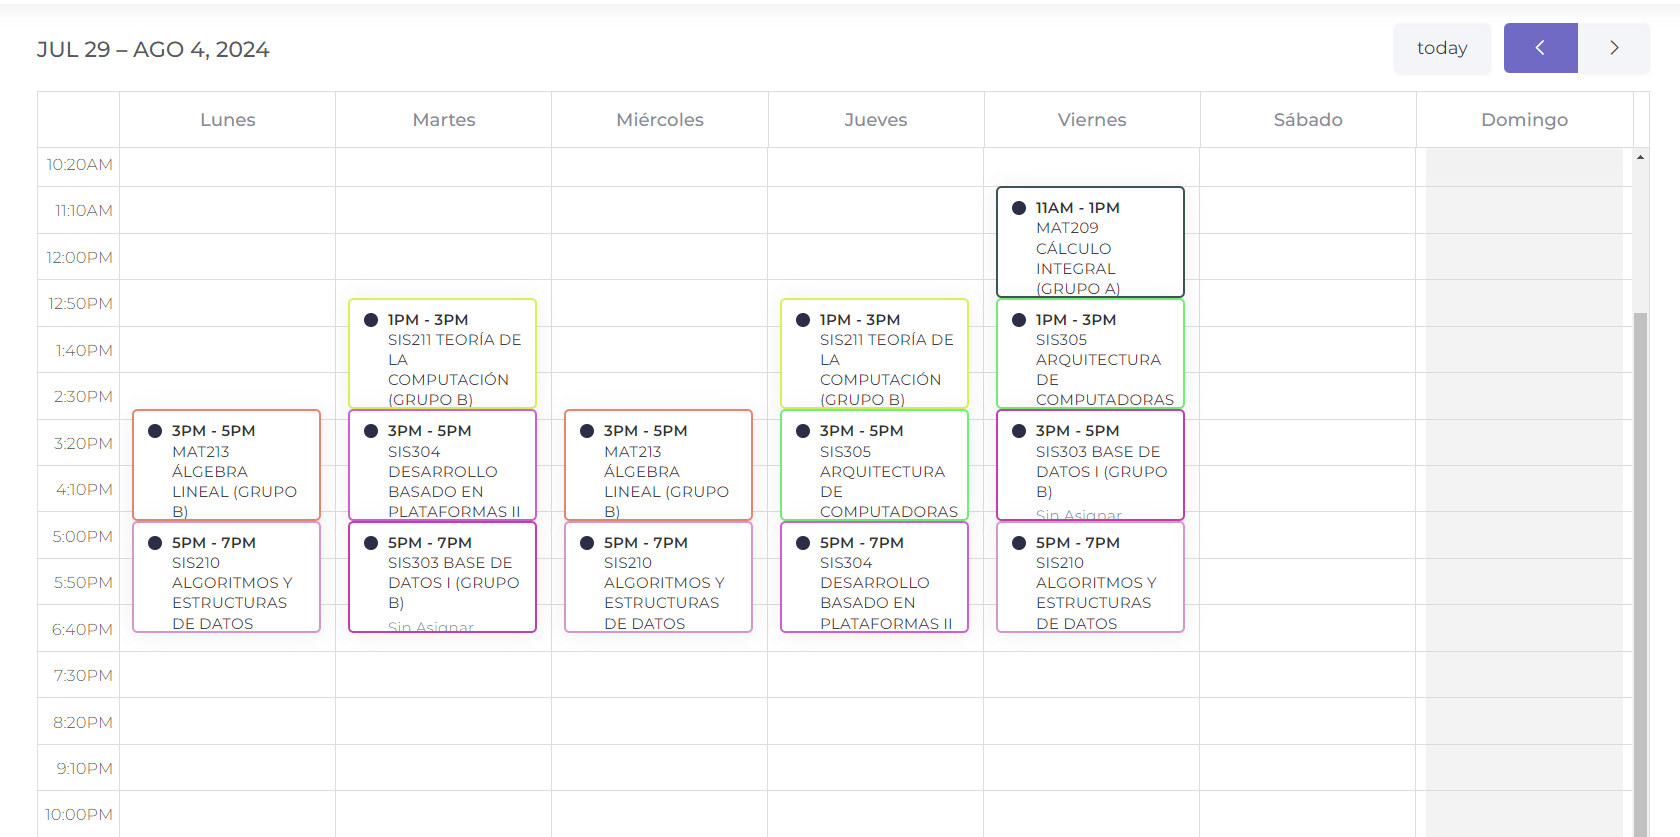 JUL 29 – AGO 4, 2024
today
Lunes
Martes
Miércoles
Jueves
Viernes
Sábado
Domingo
10:20AM
11:10AM
12:00PM
12:50PM
1:40PM
2:30PM
3:20PM
4:10PM
5:00PM
5:50PM
6:40PM
7:30PM
8:20PM
9:10PM
10:00PM
3PM - 5PM
MAT213
ÁLGEBRA
LINEAL (GRUPO
B)
5PM - 7PM
SIS210
ALGORITMOS Y
ESTRUCTURAS
DE DATOS
1PM - 3PM
SIS211 TEORÍA DE
LA
COMPUTACIÓN
(GRUPO B)
3PM - 5PM
SIS304
DESARROLLO
BASADO EN
PLATAFORMAS II
5PM - 7PM
SIS303 BASE DE
DATOS I (GRUPO
B)
Sin Asignar
3PM - 5PM
MAT213
ÁLGEBRA
LINEAL (GRUPO
B)
5PM - 7PM
SIS210
ALGORITMOS Y
ESTRUCTURAS
DE DATOS
1PM - 3PM
SIS211 TEORÍA DE
LA
COMPUTACIÓN
(GRUPO B)
3PM - 5PM
SIS305
ARQUITECTURA
DE
COMPUTADORAS
5PM - 7PM
SIS304
DESARROLLO
BASADO EN
PLATAFORMAS II
11AM - 1PM
MAT209
CÁLCULO
INTEGRAL
(GRUPO A)
1PM - 3PM
SIS305
ARQUITECTURA
DE
COMPUTADORAS
3PM - 5PM
SIS303 BASE DE
DATOS I (GRUPO
B)
Sin Asignar
5PM - 7PM
SIS210
ALGORITMOS Y
ESTRUCTURAS
DE DATOS